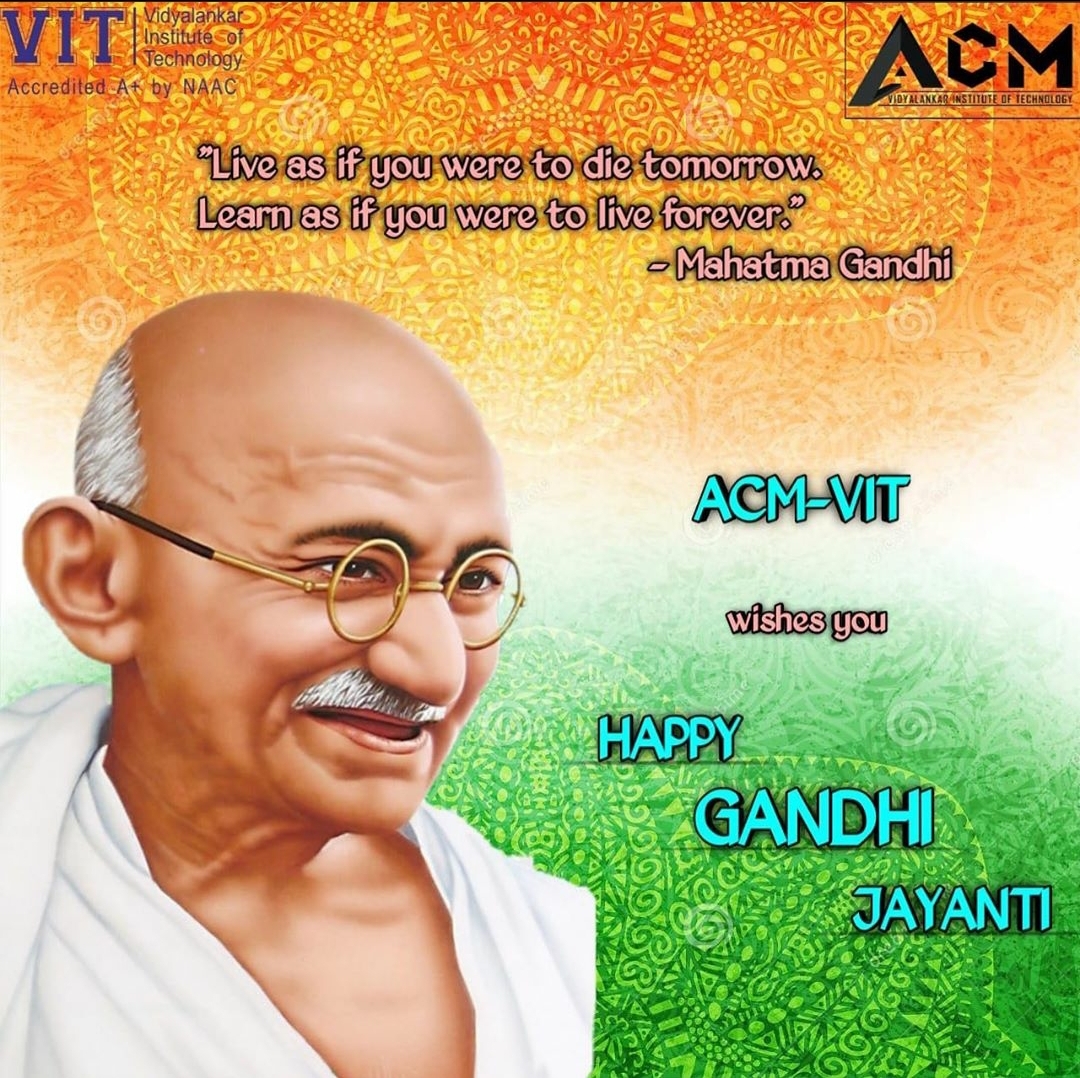 VIT
Vidyalankar
Institute of
Technology
Accredited A+ by NAAC
ACM
VIDYALANKAR INSTITUTE OF TECHNOLOGY
"Live as if you were to die tomorrow.
Learn as if you were to live forever."
- Mahatma Gandhi
ACM-VIT
wishes you
HAPPY
GANDHI
JAYANTI